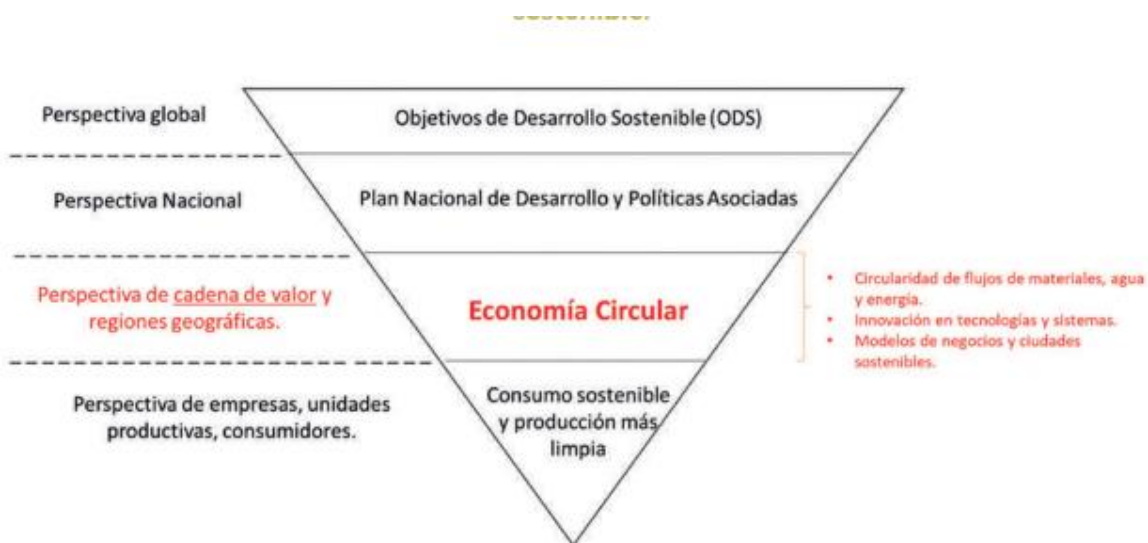 Perspectiva global
Objetivos de Desarrollo Sostenible (ODS)
Perspectiva Nacional
Plan Nacional de Desarrollo y Políticas Asociadas
Perspectiva de cadena de valor y
regiones geográficas.
Economía Circular
• Circularidad de flujos de materiales, agua
y energía.
• Innovación en tecnologías y sistemas.
• Modelos de negocios y ciudades
sostenibles.
Perspectiva de empresas, unidades
productivas, consumidores.
Consumo sostenible
y producción más
limpia